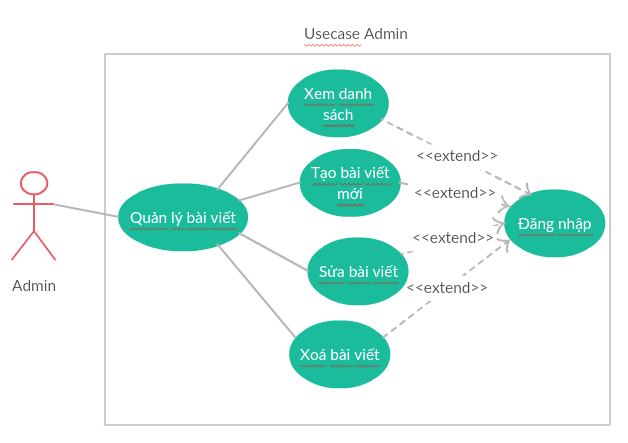 Usecase Admin
Xem danh
sách
<<extend>>
Tạo bài viết
mới
<<extend>>
Quản lý bài viết
Đăng nhập
<<extend>>
Sửa bài viết
Admin
<<extend>>
Xoá bài viết